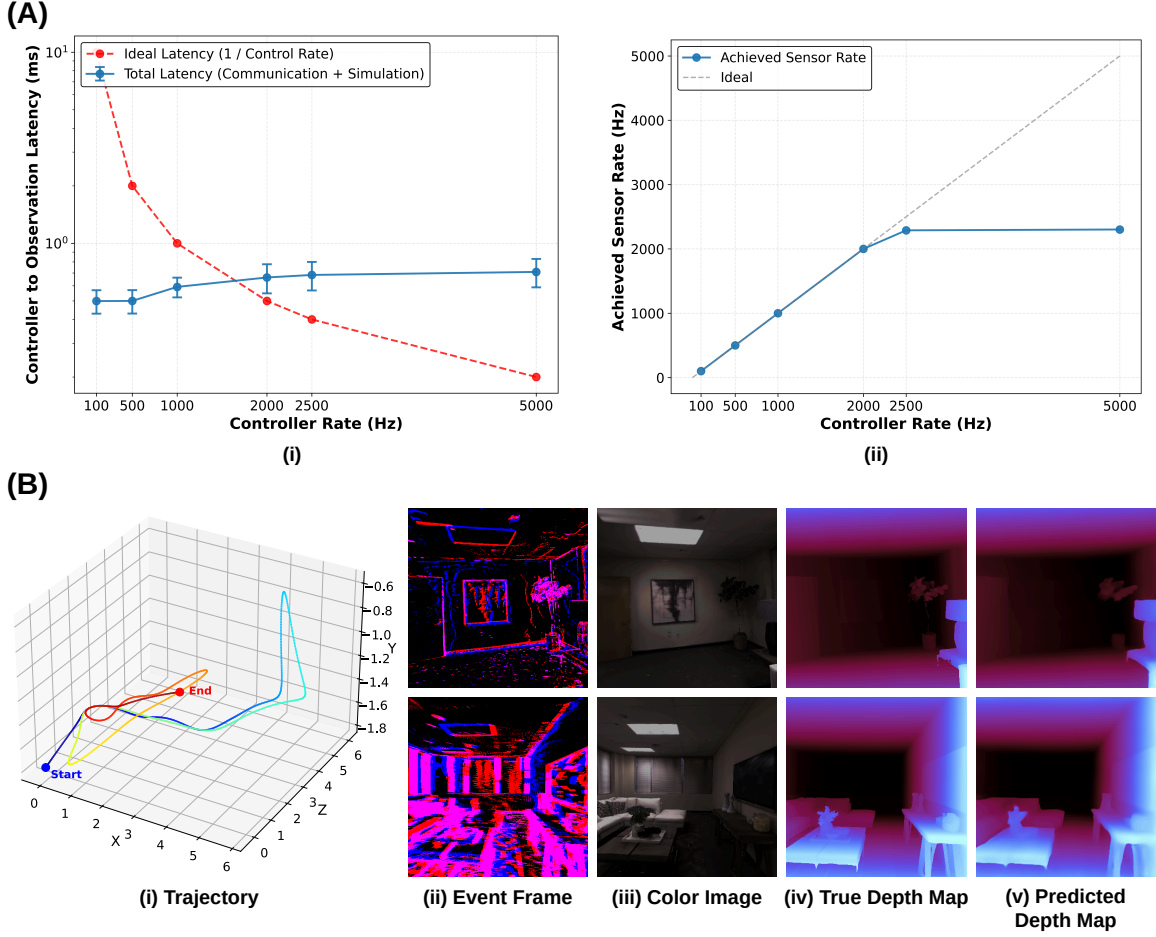 (A)
Controller to Observation Latency (ms)
10¹
10⁰
Ideal Latency (1 / Control Rate)
Total Latency (Communication + Simulation)
100 500 1000 2000 2500 5000
Controller Rate (Hz)
(i)
Achieved Sensor Rate (Hz)
5000
4000
3000
2000
1000
0
Achieved Sensor Rate
Ideal
100 500 1000 2000 2500 5000
Controller Rate (Hz)
(ii)
(B)
−0.6
−0.8
−1.0
−1.2
Y
−1.4
−1.6
−1.8
End
Start
0 1 2 3 4 5 6
X
0 1 2 3 4 5 6
Z
(i) Trajectory
(ii) Event Frame
(iii) Color Image
(iv) True Depth Map
(v) Predicted
Depth Map